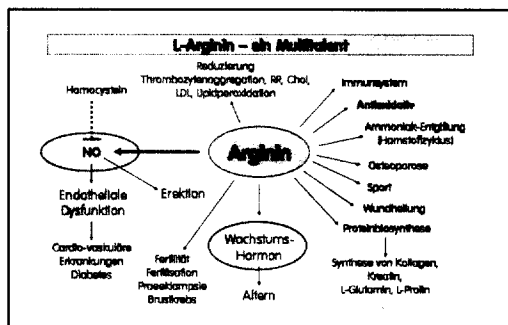 L-Arginin – ein Multitalent
Reduzierung
Thrombozytenaggregation, RR, Chol,
LDL, Lipidperoxidation
Homocystein
Immunsystem
Antioxidativ
Ammoniak-Entgiftung
(Harnstoffzyklus)
NO
Arginin
Osteoporose
Sport
Endotheliale
Dysfunktion
Erektion
Wundheilung
Proteinbiosynthese
Cardio-vaskuläre
Erkrankungen
Diabetes
Fertilität
Fertilisation
Praeeklampsie
Brustkrebs
Wachstums-
Hormon
Altern
Synthese von Kollagen,
Kreatin,
L-Glutamin, L-Prolin